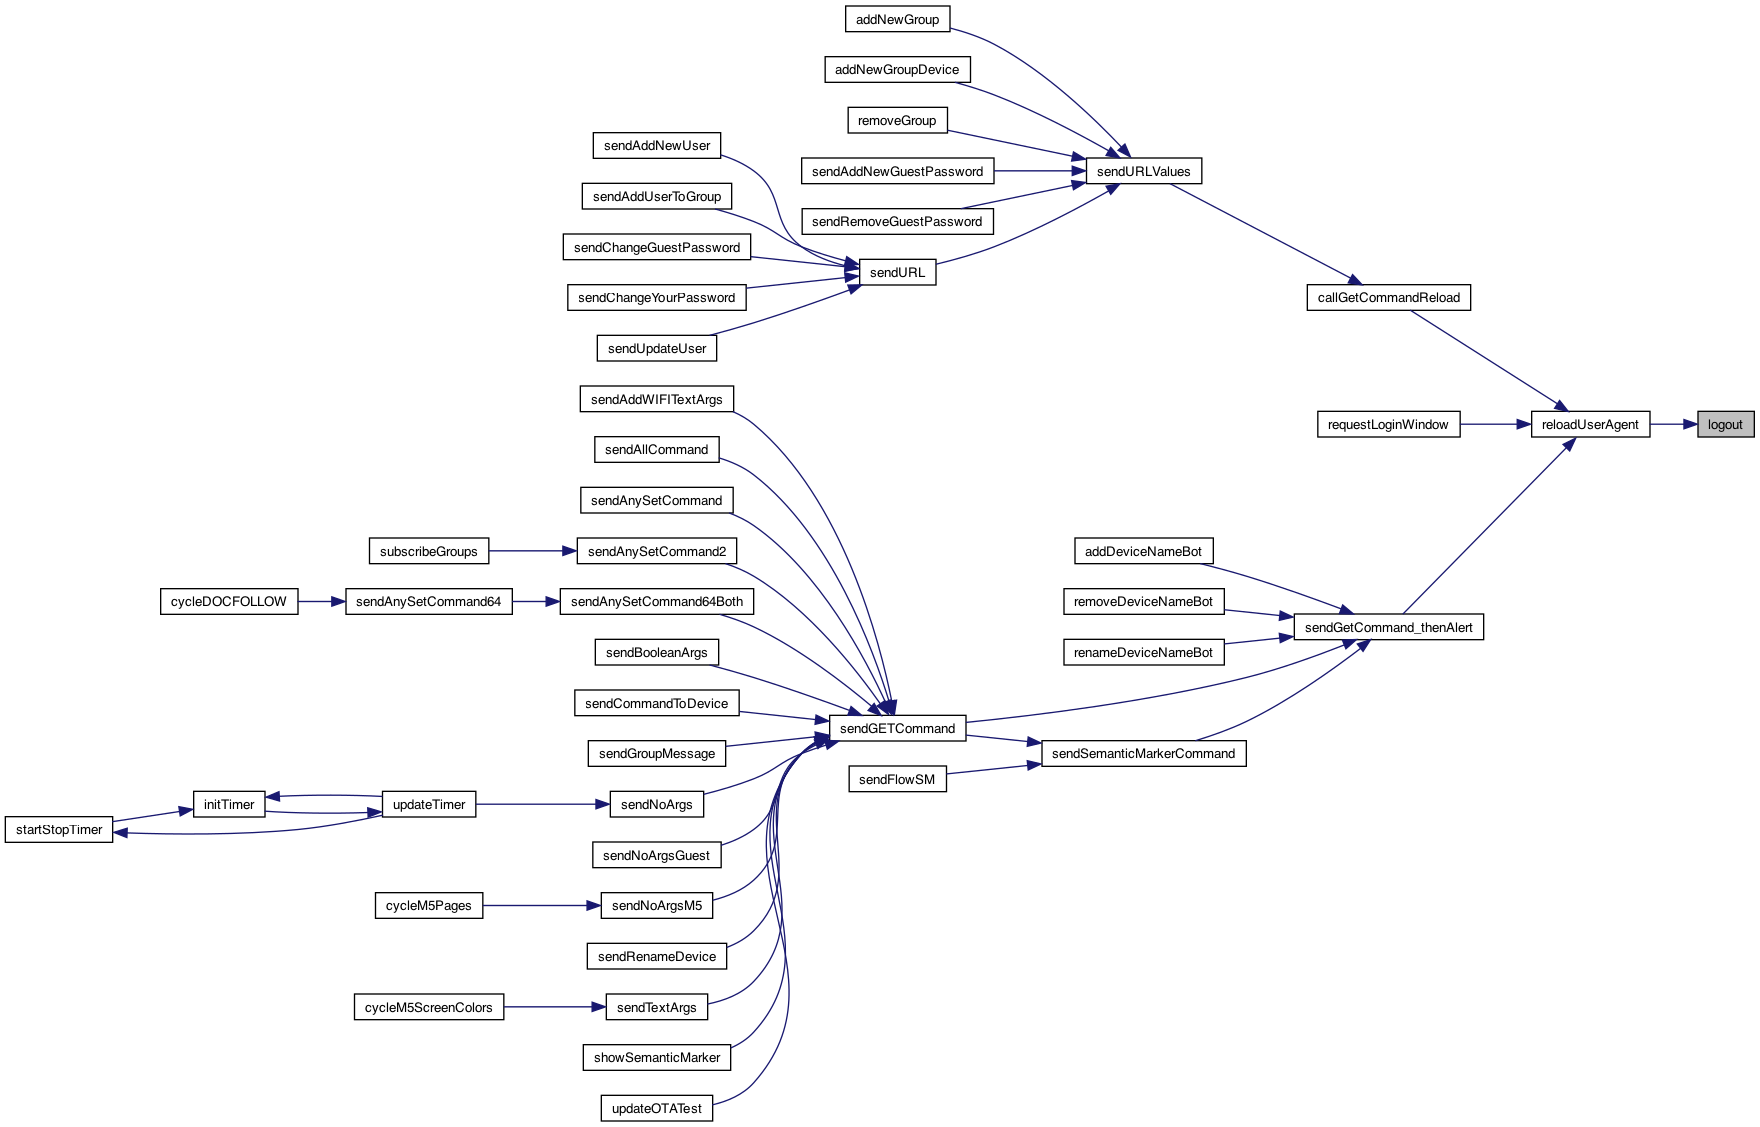 addNewGroup
addNewGroupDevice
removeGroup
sendAddNewUser
sendAddNewGuestPassword
sendURLValues
sendAddUserToGroup
sendRemoveGuestPassword
sendChangeGuestPassword
sendURL
sendChangeYourPassword
callGetCommandReload
sendUpdateUser
sendAddWIFITextArgs
requestLoginWindow
reloadUserAgent
logout
sendAllCommand
sendAnySetCommand
subscribeGroups
sendAnySetCommand2
addDeviceNameBot
cycleDOCFOLLOW
sendAnySetCommand64
sendAnySetCommand64Both
removeDeviceNameBot
sendGetCommand_thenAlert
sendBooleanArgs
renameDeviceNameBot
sendCommandToDevice
sendGETCommand
sendGroupMessage
sendSemanticMarkerCommand
sendFlowSM
initTimer
updateTimer
sendNoArgs
startStopTimer
sendNoArgsGuest
cycleM5Pages
sendNoArgsM5
sendRenameDevice
cycleM5ScreenColors
sendTextArgs
showSemanticMarker
updateOTATest